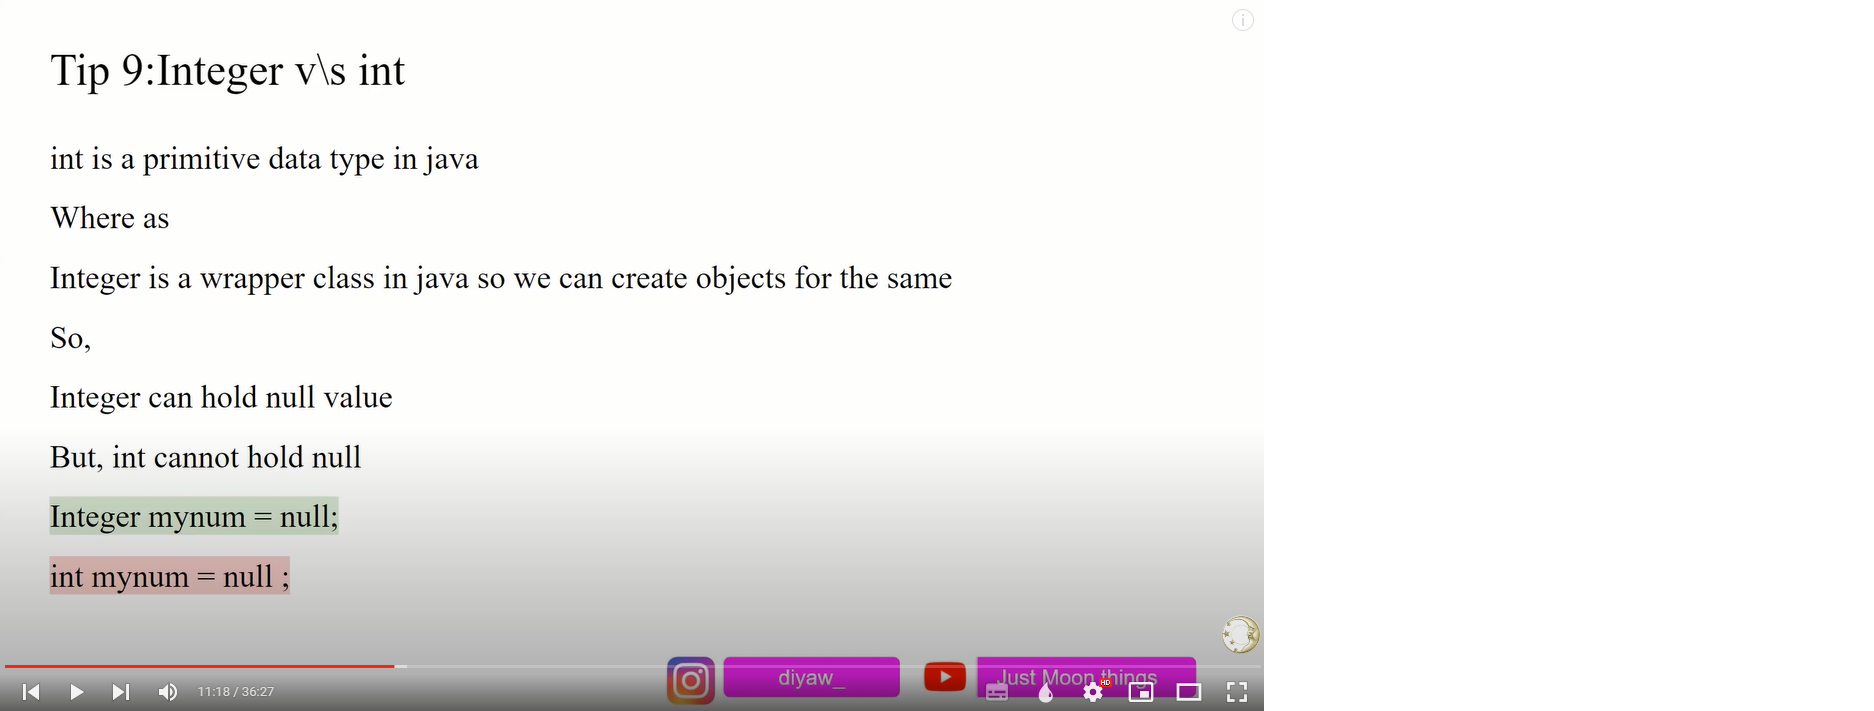 Tip 9:Integer v\s int
int is a primitive data type in java
Where as
Integer is a wrapper class in java so we can create objects for the same
So,
Integer can hold null value
But, int cannot hold null
Integer mynum = null;
int mynum = null ;
diyaw_
Just Moon things
11:18 / 36:27
HD